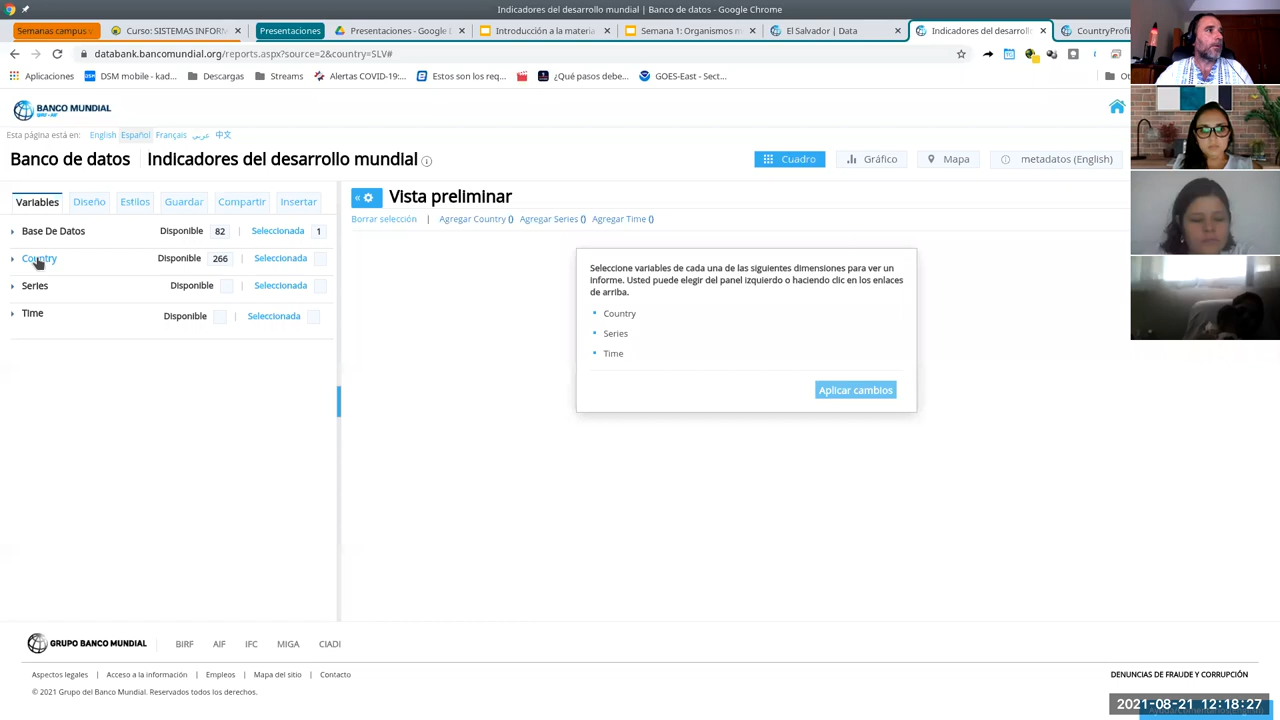 Indicadores del desarrollo mundial | Banco de datos - Google Chrome
Semanas campus v
Curso: SISTEMAS INFORM
Presentaciones
Presentaciones - Google D
Introducción a la materia
Semana 1: Organismos m
El Salvador | Data
Indicadores del desarrollo
CountryProfil
databank.bancomundial.org/reports.aspx?source=2&country=SLV#
Aplicaciones
DSM mobile - kad...
Descargas
Streams
Alertas COVID-19:...
Estos son los req...
¿Qué pasos debe...
GOES-East - Sect...
BANCO MUNDIAL
BIRF • AIF
Esta página está en: English Español Français عربي 中文
Banco de datos Indicadores del desarrollo mundial
Cuadro Gráfico Mapa metadatos (English)
Variables Diseño Estilos Guardar Compartir Insertar
Base De Datos Disponible 82 | Seleccionada 1
Country Disponible 266 | Seleccionada
Series Disponible | Seleccionada
Time Disponible | Seleccionada
« Vista preliminar
Borrar selección | Agregar Country () Agregar Series () Agregar Time ()
Seleccione variables de cada una de las siguientes dimensiones para ver un
informe. Usted puede elegir del panel izquierdo o haciendo clic en los enlaces
de arriba.
Country
Series
Time
Aplicar cambios
GRUPO BANCO MUNDIAL BIRF AIF IFC MIGA CIADI
Aspectos legales | Acceso a la información | Empleos | Mapa del sitio | Contacto
DENUNCIAS DE FRAUDE Y CORRUPCIÓN
© 2021 Grupo del Banco Mundial. Reservados todos los derechos.
2021-08-21 12:18:27